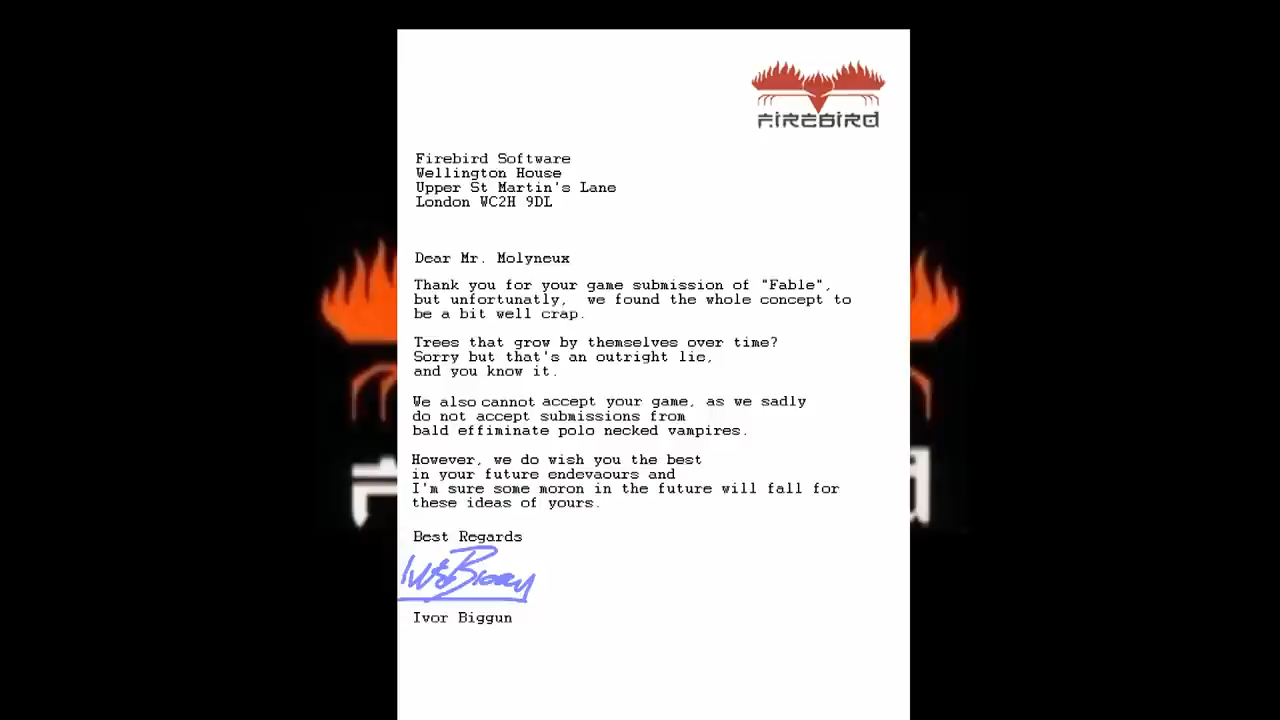 FIREBIRD
Firebird Software
Wellington House
Upper St Martin's Lane
London WC2H 9DL
Dear Mr. Molyneux
Thank you for your game submission of "Fable",
but unfortunatly, we found the whole concept to
be a bit well crap.
Trees that grow by themselves over time?
Sorry but that's an outright lie,
and you know it.
We also cannot accept your game, as we sadly
do not accept submissions from
bald effiminate polo necked vampires.
However, we do wish you the best
in your future endevaours and
I'm sure some moron in the future will fall for
these ideas of yours.
Best Regards
Ivor Biggun
Ivor Biggun